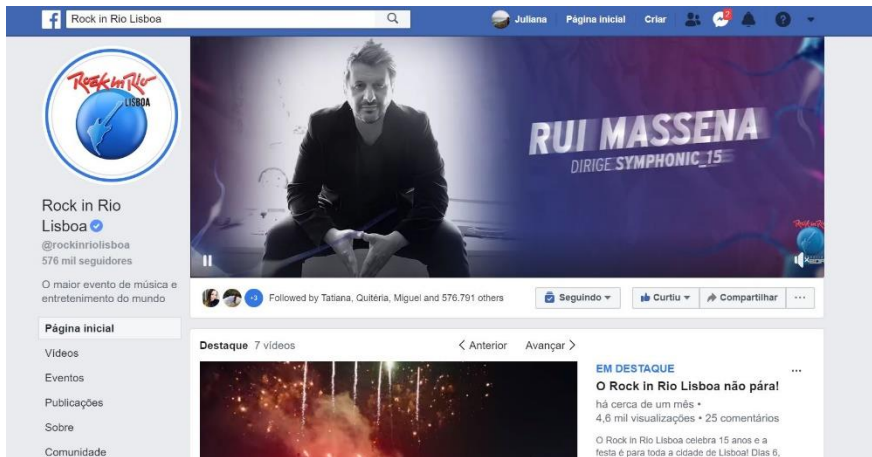 Rock in Rio Lisboa
Juliana
Página inicial
Criar
2
Rock in Rio
LISBOA
RUI MASSENA
DIRIGE SYMPHONIC_15
Rock in Rio
Lisboa
@rockinriolisboa
576 mil seguidores
O maior evento de música e
entretenimento do mundo
+3
Followed by Tatiana, Quitéria, Miguel and 576.791 others
Seguindo
Curtiu
Compartilhar
Página inicial
Vídeos
Eventos
Publicações
Sobre
Comunidade
Destaque 7 vídeos
Anterior
Avançar
EM DESTAQUE
O Rock in Rio Lisboa não pára!
há cerca de um mês •
4,6 mil visualizações • 25 comentários
O Rock in Rio Lisboa celebra 15 anos e a
festa é para toda a cidade de Lisboa! Dias 6,